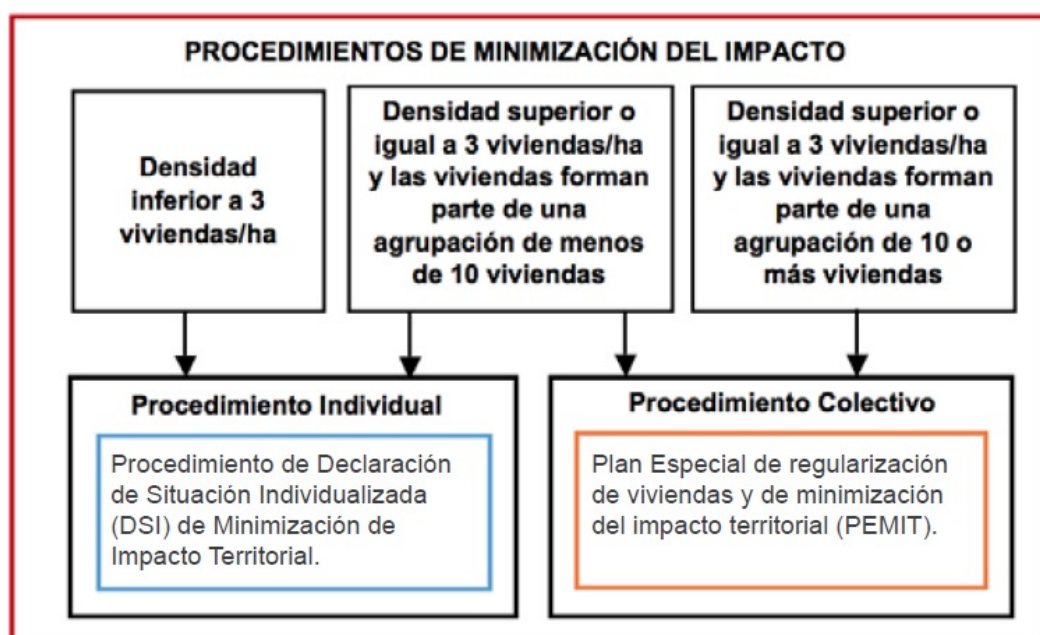 PROCEDIMIENTOS DE MINIMIZACIÓN DEL IMPACTO
Densidad
inferior a 3
viviendas/ha
Densidad superior o
igual a 3 viviendas/ha
y las viviendas forman
parte de una
agrupación de menos
de 10 viviendas
Densidad superior o
igual a 3 viviendas/ha
y las viviendas forman
parte de una
agrupación de 10 o
más viviendas
Procedimiento Individual
Procedimiento de Declaración
de Situación Individualizada
(DSI) de Minimización de
Impacto Territorial.
Procedimiento Colectivo
Plan Especial de regularización
de viviendas y de minimización
del impacto territorial (PEMIT).